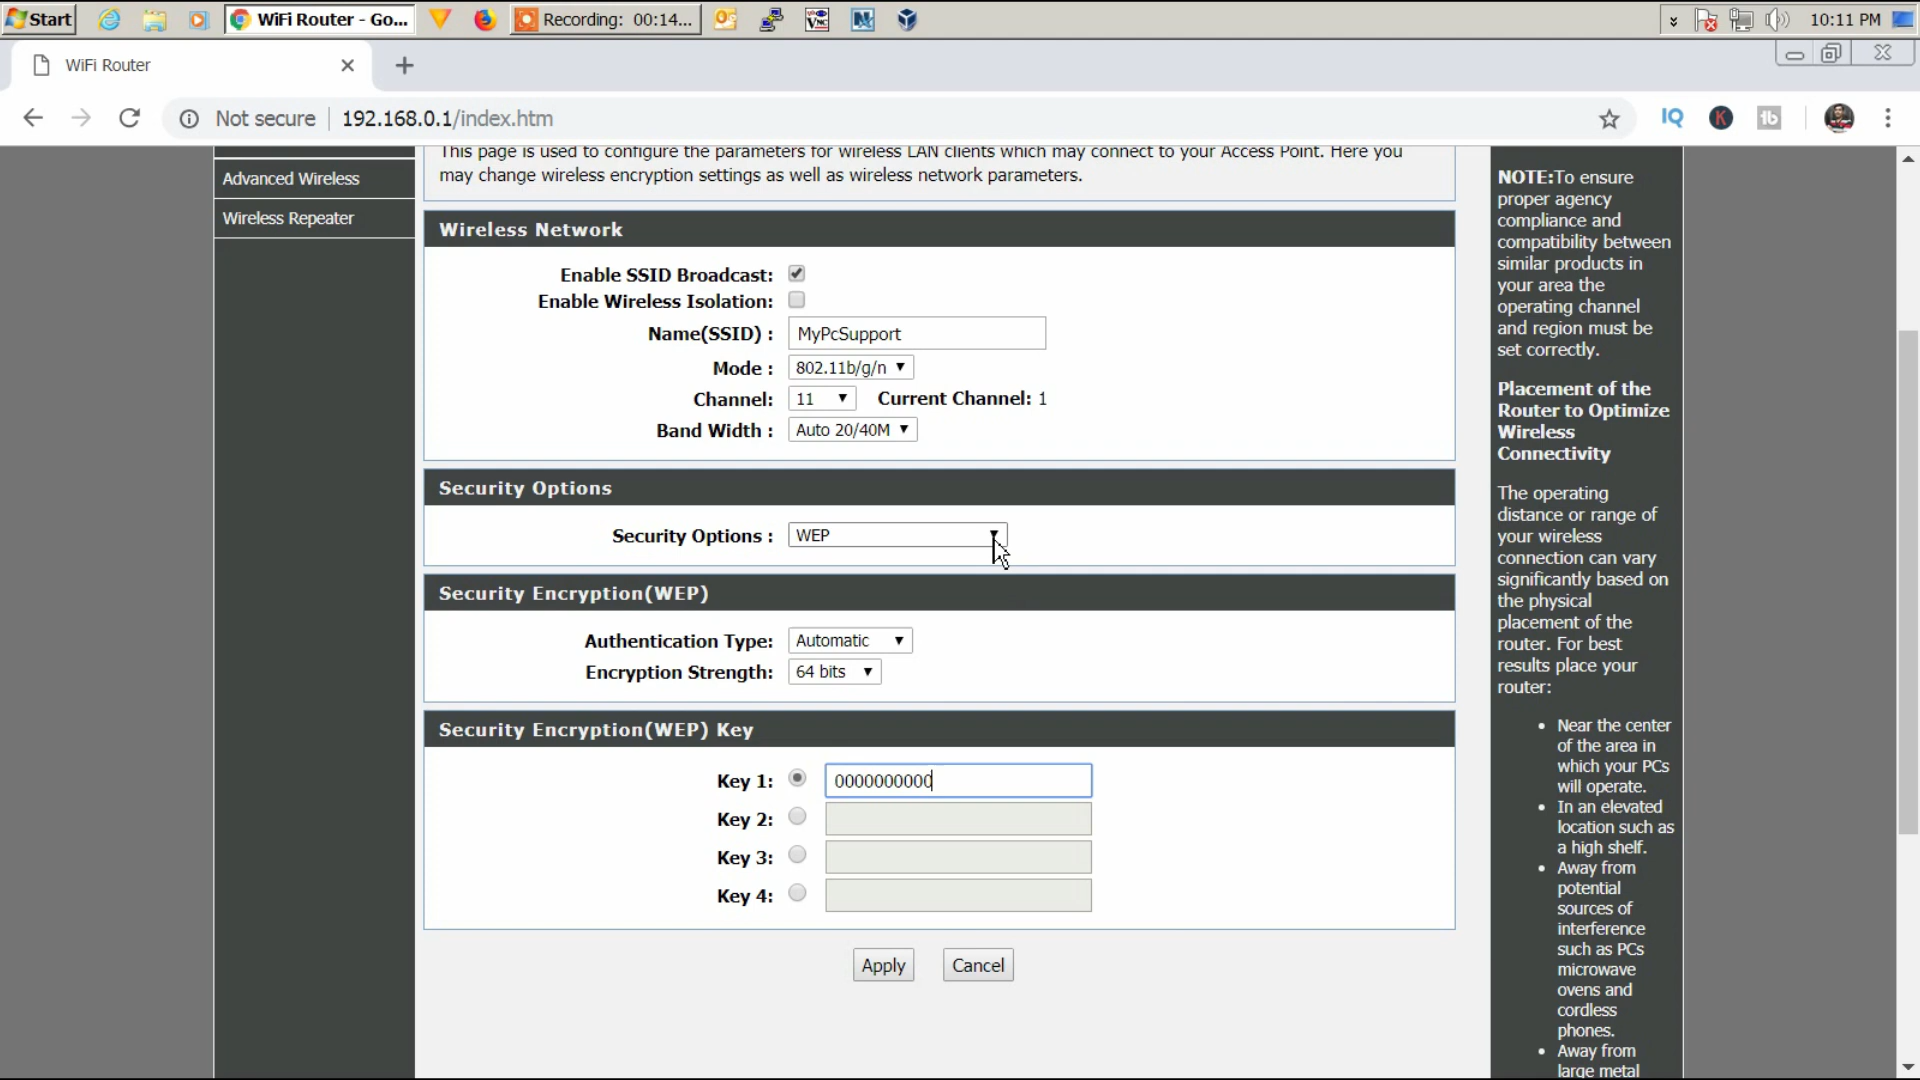 Start
WiFi Router - Go...
Recording: 00:14...
10:11 PM
WiFi Router
Not secure
192.168.0.1/index.htm
IQ
K
tb
Advanced Wireless
Wireless Repeater
This page is used to configure the parameters for wireless LAN clients which may connect to your Access Point. Here you
may change wireless encryption settings as well as wireless network parameters.
Wireless Network
Enable SSID Broadcast:
Enable Wireless Isolation:
Name(SSID) : MyPcSupport
Mode : 802.11b/g/n
Channel: 11 Current Channel: 1
Band Width : Auto 20/40M
Security Options
Security Options : WEP
Security Encryption(WEP)
Authentication Type: Automatic
Encryption Strength: 64 bits
Security Encryption(WEP) Key
Key 1: 0000000000
Key 2:
Key 3:
Key 4:
Apply Cancel
NOTE:To ensure
proper agency
compliance and
compatibility between
similar products in
your area the
operating channel
and region must be
set correctly.
Placement of the
Router to Optimize
Wireless
Connectivity
The operating
distance or range of
your wireless
connection can vary
significantly based on
the physical
placement of the
router. For best
results place your
router:
• Near the center
of the area in
which your PCs
will operate.
• In an elevated
location such as
a high shelf.
• Away from
potential
sources of
interference
such as PCs
microwave
ovens and
cordless
phones.
• Away from
large metal